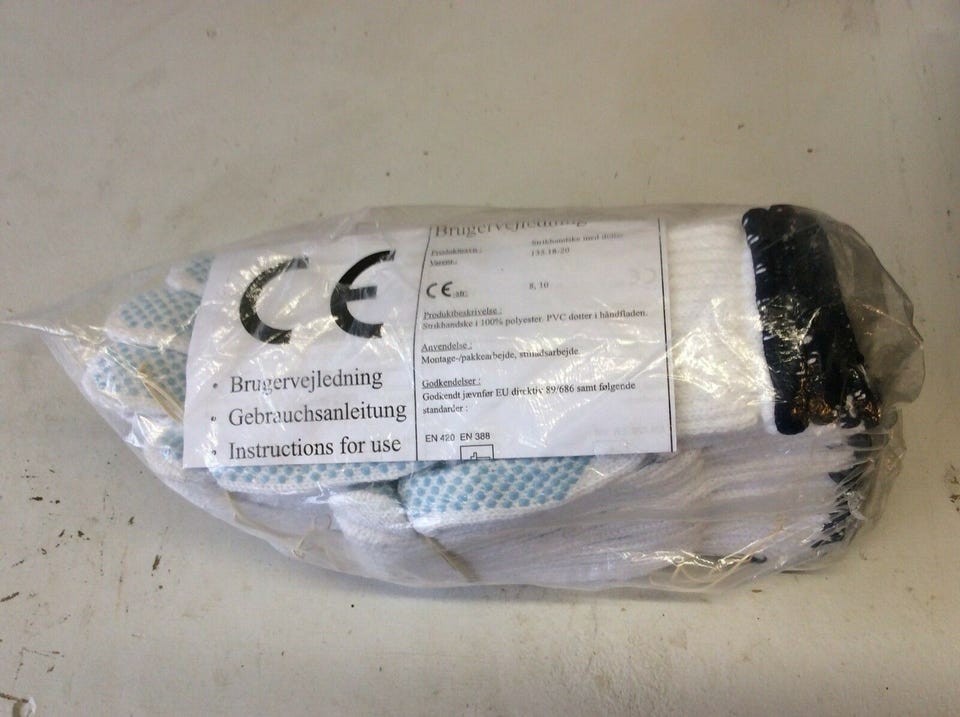 CE
• Brugervejledning
• Gebrauchsanleitung
• Instructions for use
Brugervejledning
Produktnavn : Strikhandske med dotter
Varenr.: 133.18-20
CE 8, 10
Produktbeskrivelse :
Strikhandske i 100% polyester. PVC dotter i håndfladen.
Anvendelse :
Montage-/pakkearbejde, småtadsarbejde.
Godkendelser :
Godkendt jævnfør EU direktiv 89/686 samt følgende
standarder :
EN 420 EN 388